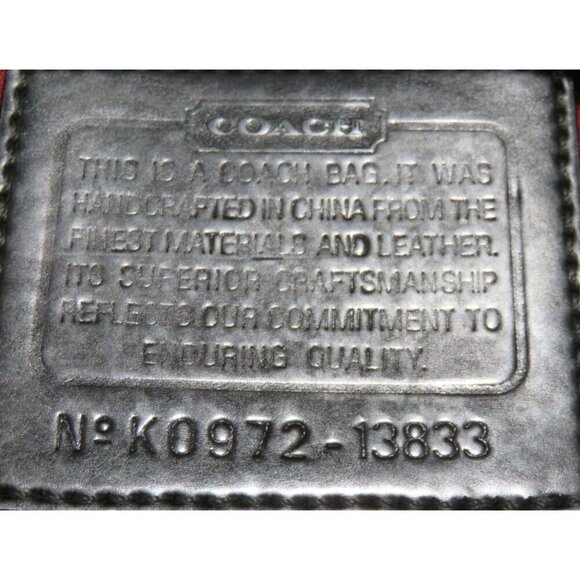 COACH
THIS IS A COACH BAG. IT WAS
HANDCRAFTED IN CHINA FROM THE
FINEST MATERIALS AND LEATHER.
ITS SUPERIOR CRAFTSMANSHIP
REFLECTS OUR COMMITMENT TO
ENDURING QUALITY.
Nº K0972-13833